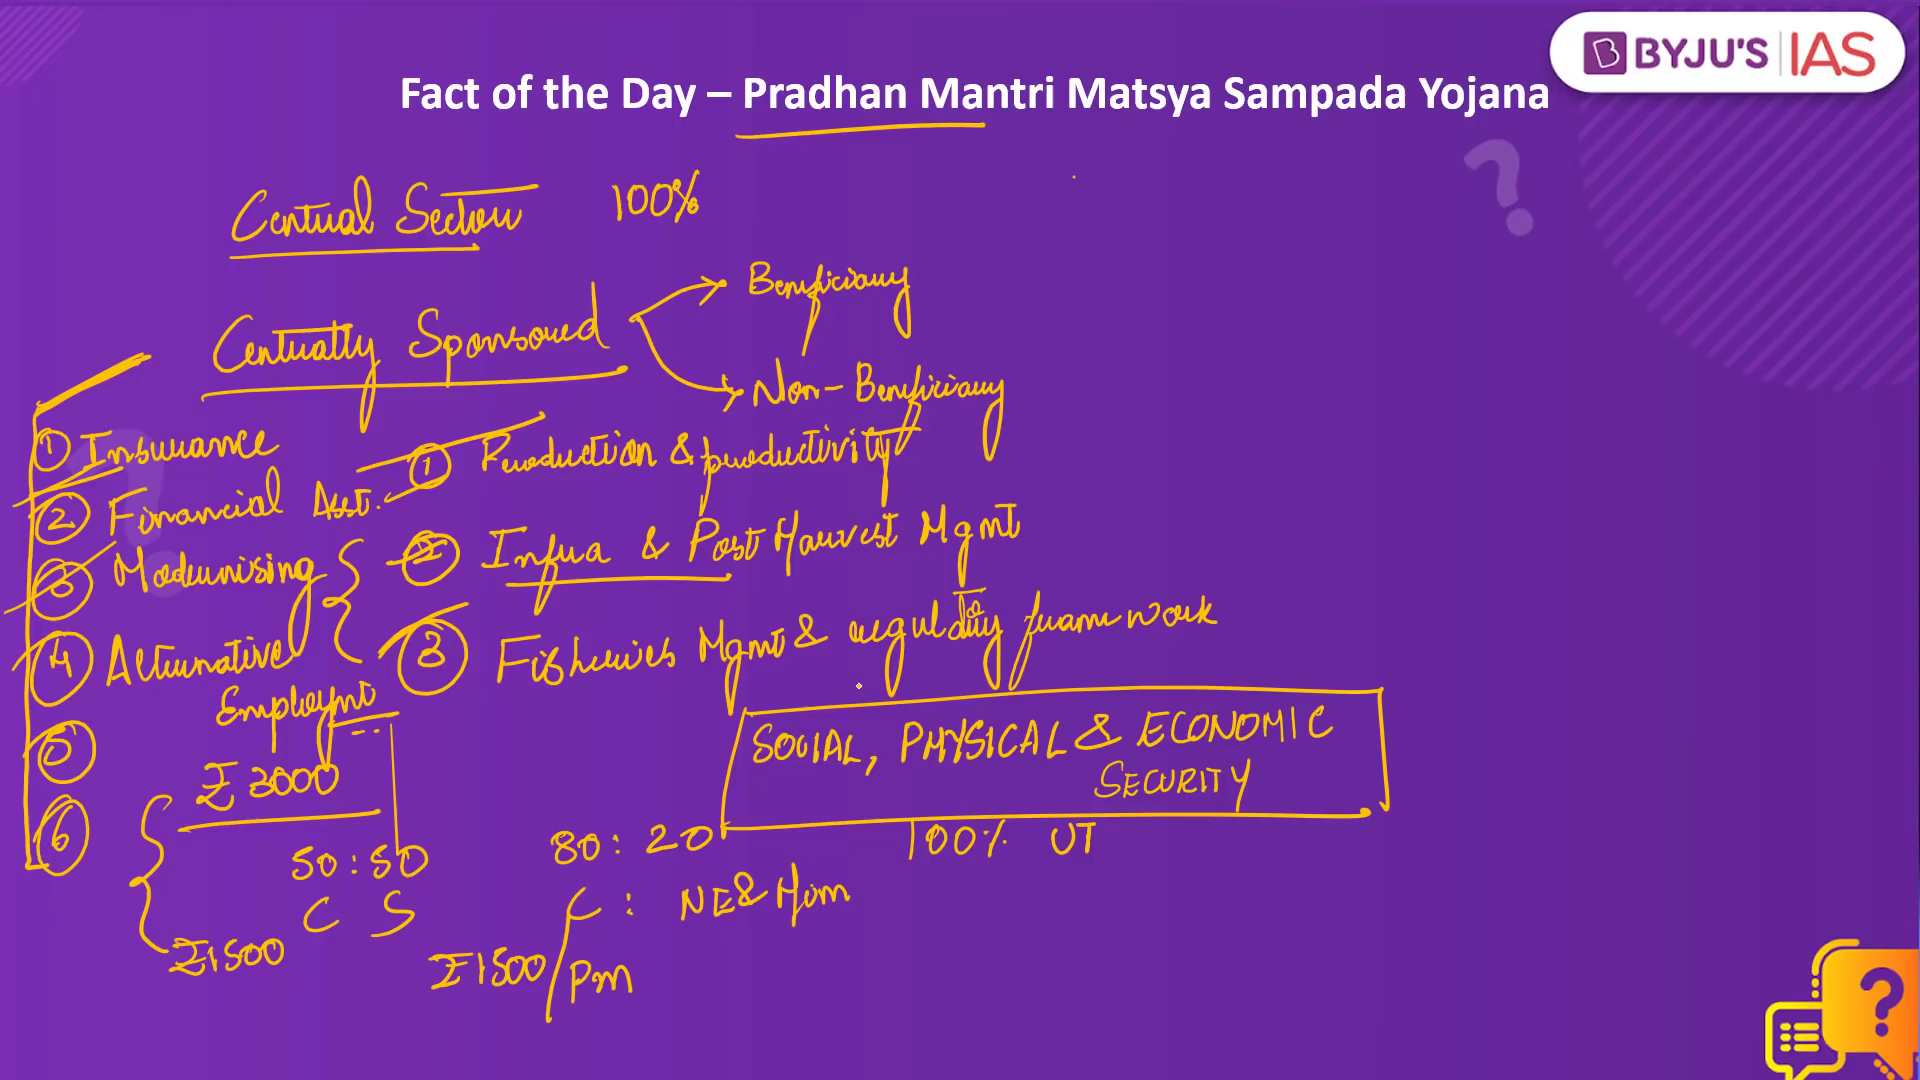 BYJU'S IAS
Fact of the Day – Pradhan Mantri Matsya Sampada Yojana
Central Sector 100%
Centrally Sponsored
Beneficiary
Non-Beneficiary
① Insurance
② Financial Asst.
③ Modernising
④ Alternative
Employmt
⑤
⑥
① Production & productivity
② Infra & Post Harvest Mgmt
③ Fisheries Mgmt & regulatory framework
SOCIAL, PHYSICAL & ECONOMIC
SECURITY
₹ 3000
50:50
C S
₹1500
80:20
C : NE & Him
₹1500/pm
100% UT